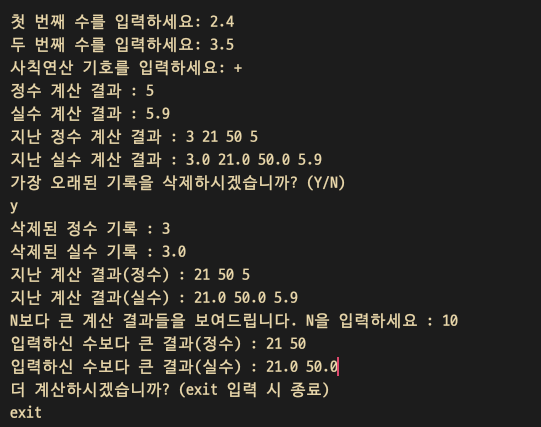 첫 번째 수를 입력하세요: 2.4
두 번째 수를 입력하세요: 3.5
사칙연산 기호를 입력하세요: +
정수 계산 결과 : 5
실수 계산 결과 : 5.9
지난 정수 계산 결과 : 3 21 50 5
지난 실수 계산 결과 : 3.0 21.0 50.0 5.9
가장 오래된 기록을 삭제하시겠습니까? (Y/N)
y
삭제된 정수 기록 : 3
삭제된 실수 기록 : 3.0
지난 계산 결과(정수) : 21 50 5
지난 계산 결과(실수) : 21.0 50.0 5.9
N보다 큰 계산 결과들을 보여드립니다. N을 입력하세요 : 10
입력하신 수보다 큰 결과(정수) : 21 50
입력하신 수보다 큰 결과(실수) : 21.0 50.0
더 계산하시겠습니까? (exit 입력 시 종료)
exit